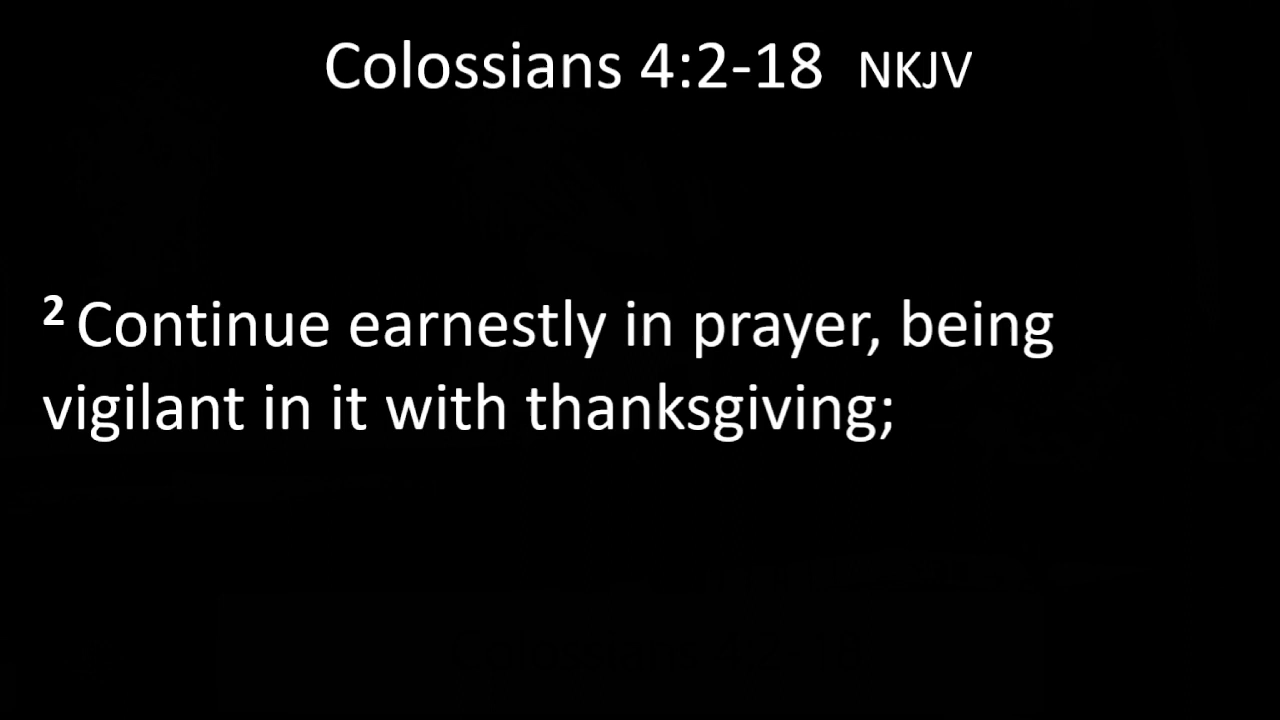 Colossians 4:2-18 NKJV
2 Continue earnestly in prayer, being
vigilant in it with thanksgiving;